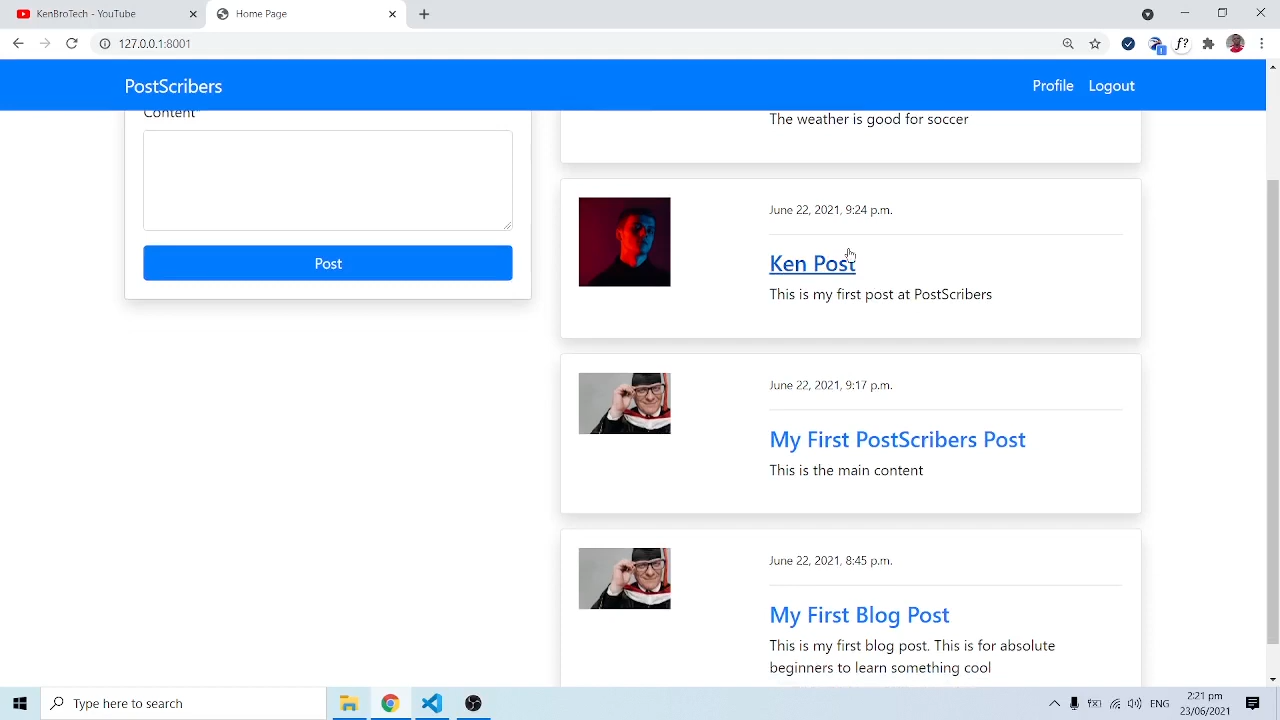 KenBroTech - YouTube
Home Page
127.0.0.1:8001
PostScribers
Profile
Logout
Content*
Post
The weather is good for soccer
June 22, 2021, 9:24 p.m.
Ken Post
This is my first post at PostScribers
June 22, 2021, 9:17 p.m.
My First PostScribers Post
This is the main content
June 22, 2021, 8:45 p.m.
My First Blog Post
This is my first blog post. This is for absolute
beginners to learn something cool
Type here to search
ENG
2:21 pm
23/06/2021